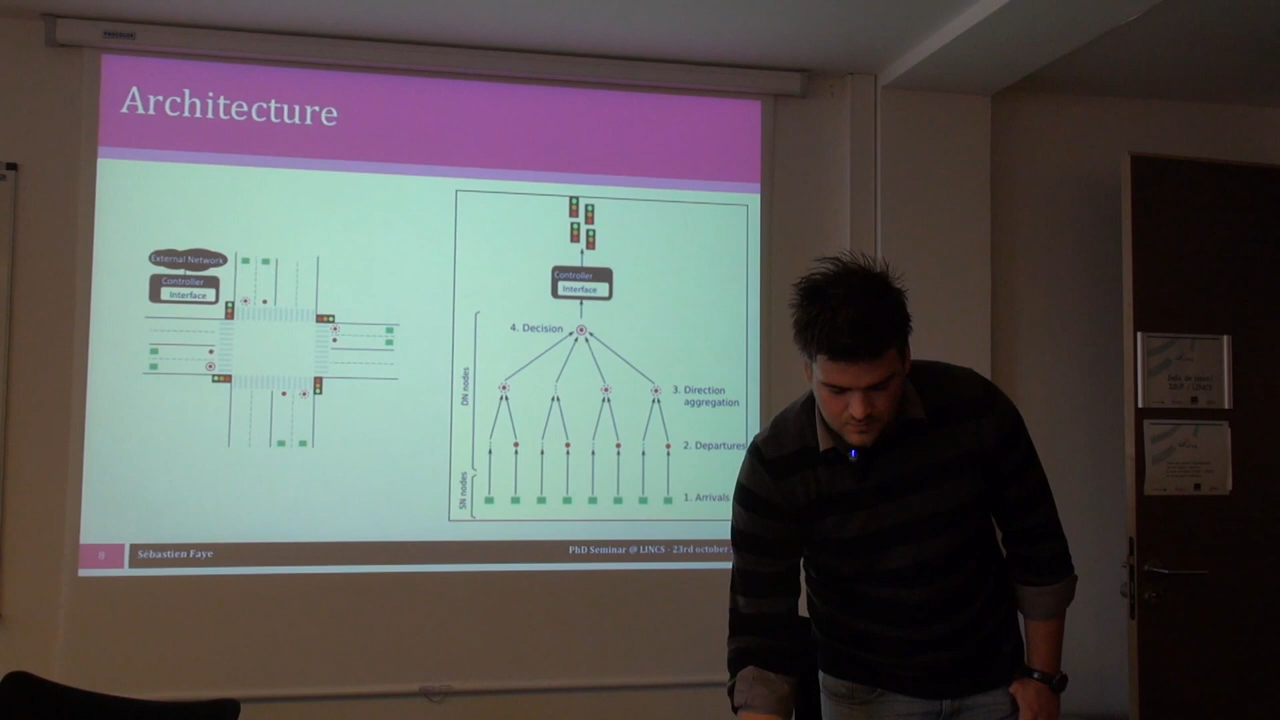 Architecture
External Network
Controller
Interface
Controller
Interface
4. Decision
DN nodes
3. Direction
aggregation
2. Departures
SN nodes
1. Arrivals
8
Sébastien Faye
PhD Seminar @ LINCS - 23rd october